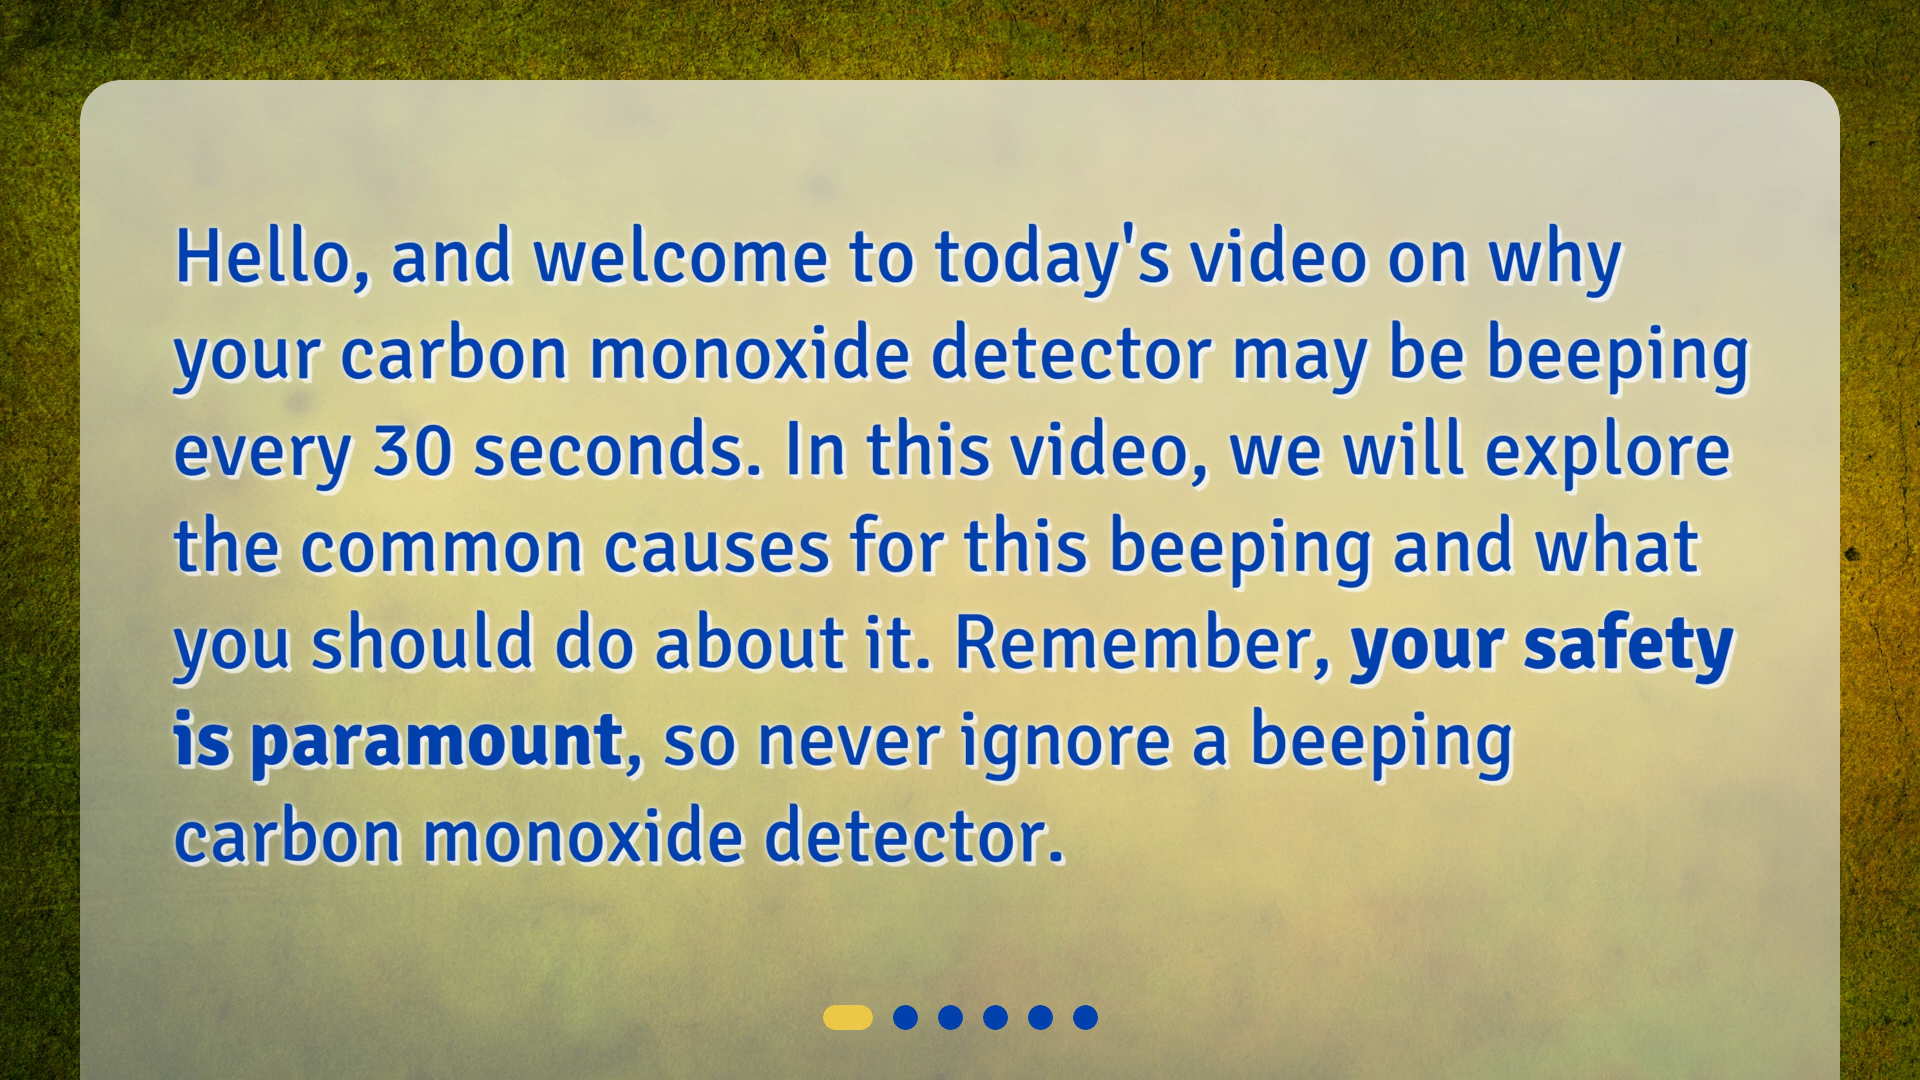 Hello, and welcome to today's video on why
your carbon monoxide detector may be beeping
every 30 seconds. In this video, we will explore
the common causes for this beeping and what
you should do about it. Remember, your safety
is paramount, so never ignore a beeping
carbon monoxide detector.